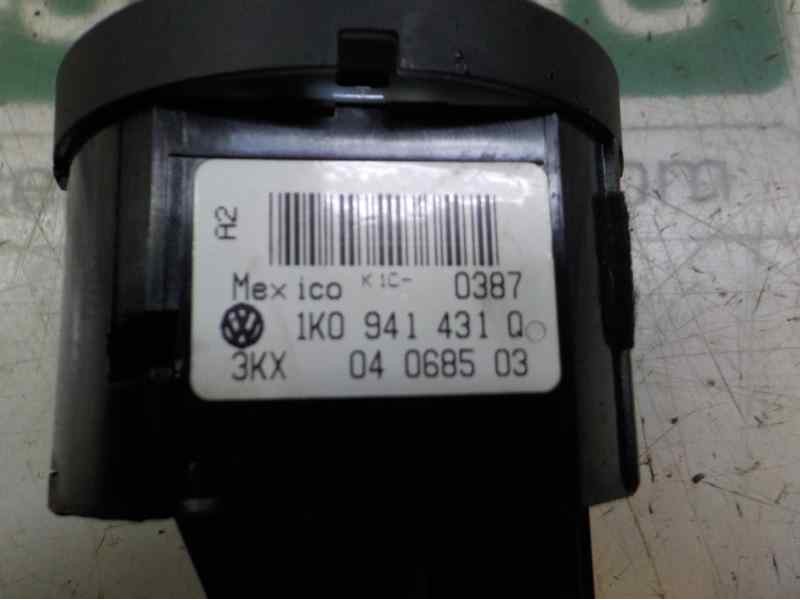 A2
Mexico K1C- 0387
1K0 941 431 Q
3KX 04 0685 03